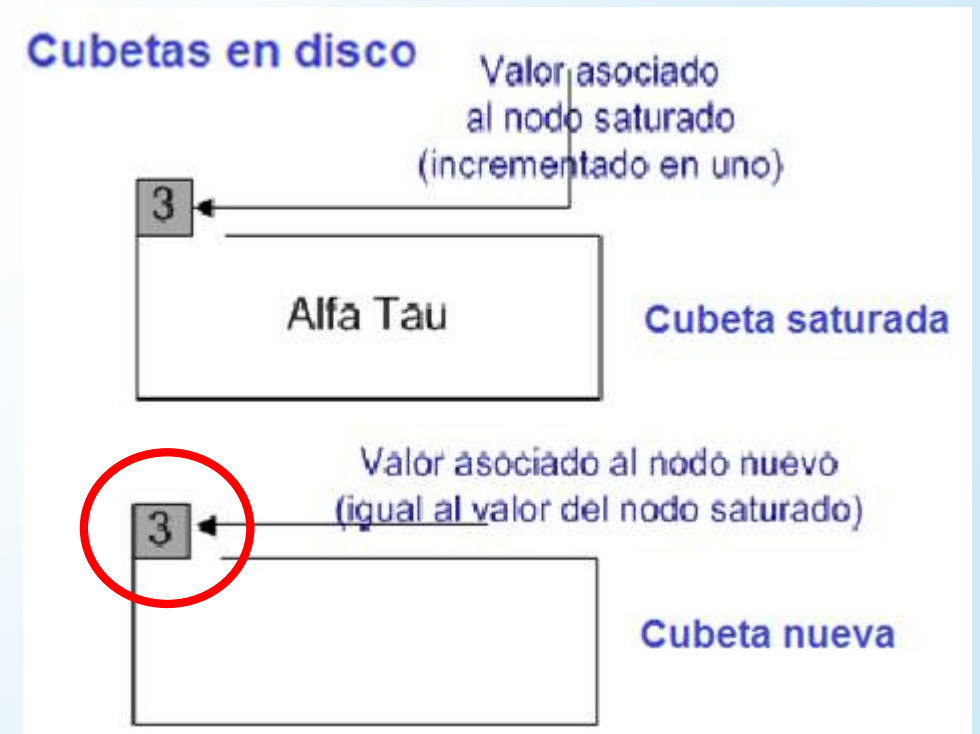 Cubetas en disco
Valor asociado
al nodo saturado
(incrementado en uno)
3
Alfa Tau
Cubeta saturada
Valor asociado al nodo nuevo
(igual al valor del nodo saturado)
3
Cubeta nueva